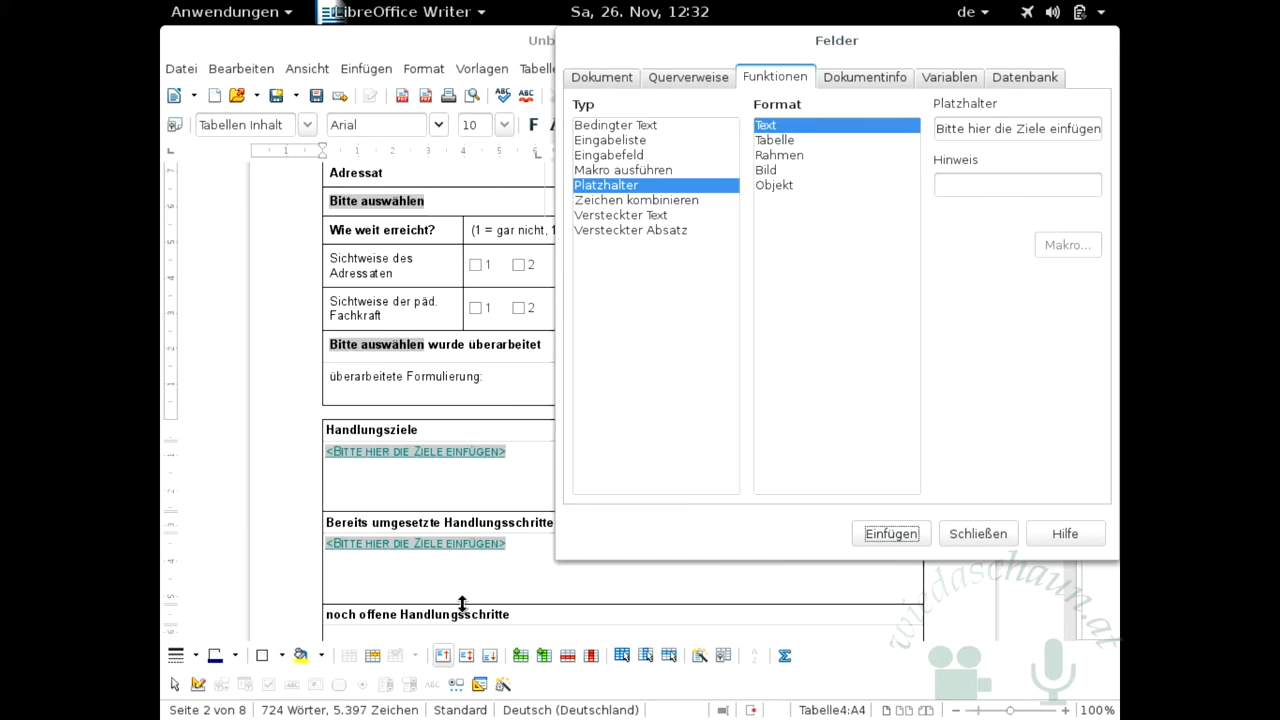 Anwendungen
LibreOffice Writer
Sa, 26. Nov, 12:32
de
Felder
Datei
Bearbeiten
Ansicht
Einfügen
Format
Vorlagen
Tabelle
Dokument
Querverweise
Funktionen
Dokumentinfo
Variablen
Datenbank
Tabellen Inhalt
Arial
10
F
Typ
Bedingter Text
Eingabeliste
Eingabefeld
Makro ausführen
Platzhalter
Zeichen kombinieren
Versteckter Text
Versteckter Absatz
Format
Text
Tabelle
Rahmen
Bild
Objekt
Platzhalter
Bitte hier die Ziele einfügen
Hinweis
Makro...
Einfügen
Schließen
Hilfe
Adressat
Bitte auswählen
Wie weit erreicht?
(1 = gar nicht,
Sichtweise des
Adressaten
1
2
Sichtweise der päd.
Fachkraft
1
2
Bitte auswählen wurde überarbeitet
überarbeitete Formulierung:
Handlungsziele
<BITTE HIER DIE ZIELE EINFÜGEN>
Bereits umgesetzte Handlungsschritte
<BITTE HIER DIE ZIELE EINFÜGEN>
noch offene Handlungsschritte
wiedaschaun.at
Seite 2 von 8
724 Wörter, 5.397 Zeichen
Standard
Deutsch (Deutschland)
Tabelle4:A4
100%